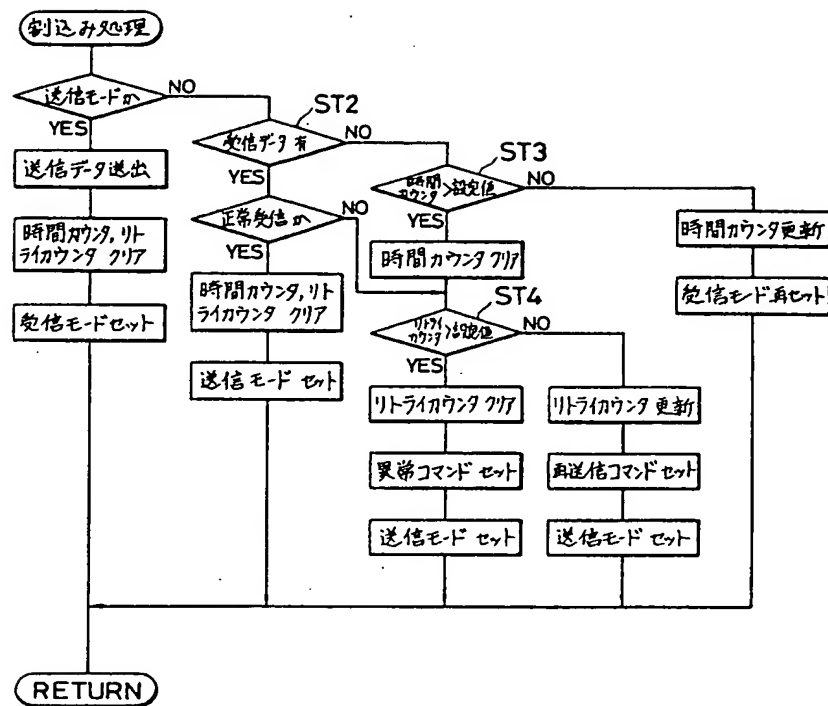 割込み処理
送信モードか
NO
YES
送信データ送出
時間カウンタ,リト
ライカウンタ クリア
受信モードセット
ST2
受信データ有
NO
YES
正常受信か
NO
YES
時間カウンタ,リト
ライカウンタ クリア
送信モード セット
ST3
時間
カウンタ>設定値
NO
YES
時間カウンタ クリア
ST4
リトライ
カウンタ>設定値
NO
YES
リトライカウンタ クリア
異常コマンド セット
送信モード セット
リトライカウンタ 更新
再送信コマンド セット
送信モード セット
時間カウンタ更新
受信モード再セット
RETURN